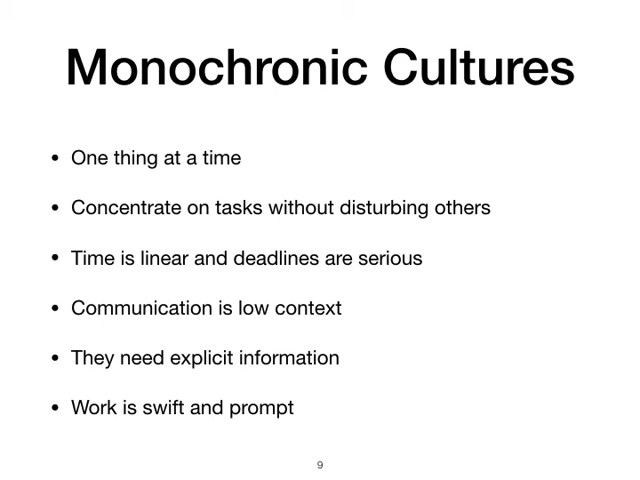 Monochronic Cultures
• One thing at a time
• Concentrate on tasks without disturbing others
• Time is linear and deadlines are serious
• Communication is low context
• They need explicit information
• Work is swift and prompt
9